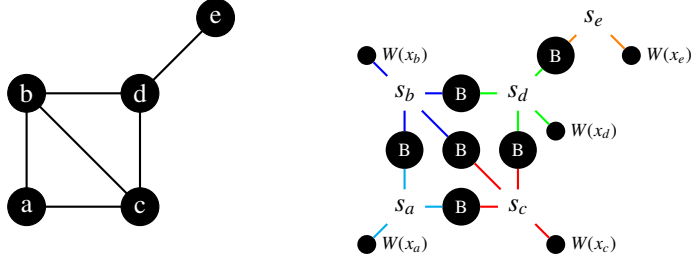 e
b
d
a
c
s_e
B
W(x_e)
W(x_b)
s_b
B
s_d
W(x_d)
B
B
B
s_a
B
s_c
W(x_a)
W(x_c)